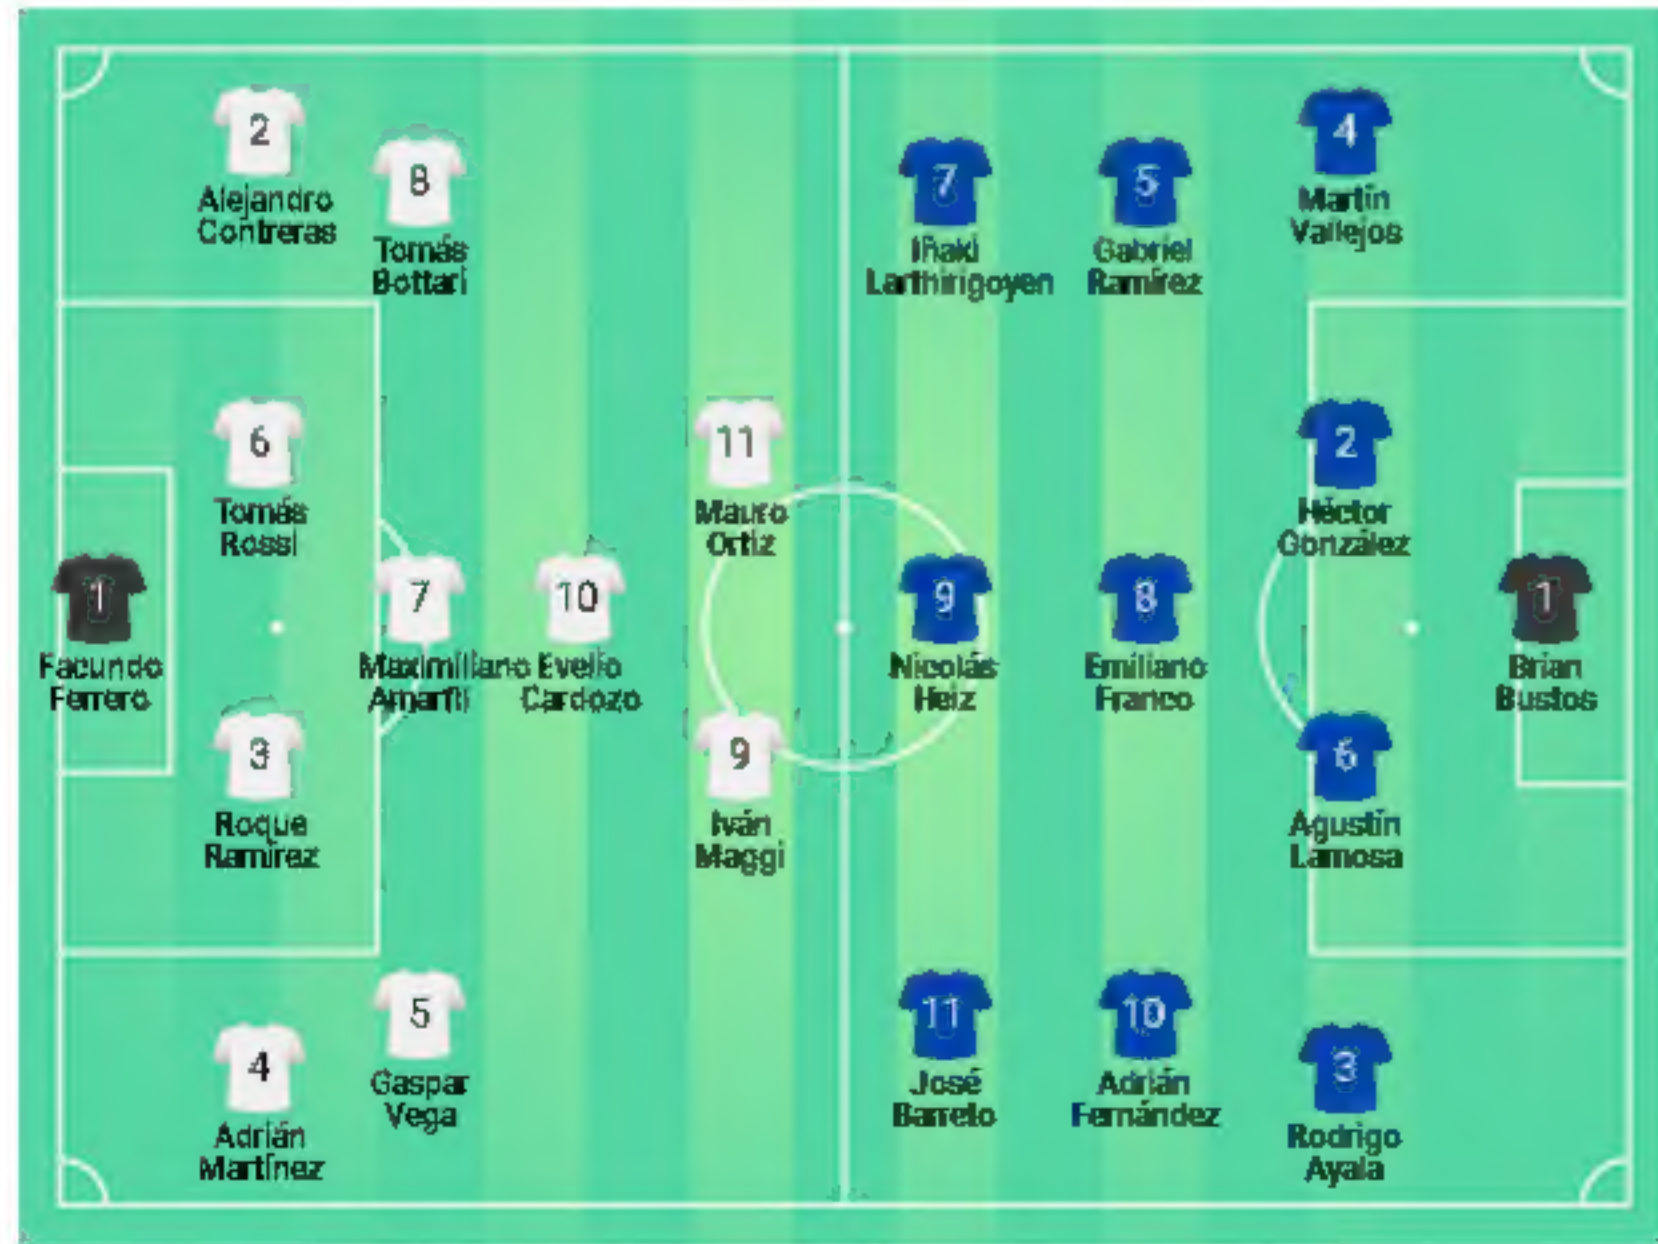 2
Alejandro
Contreras
8
Tomás
Bottari
6
Tomás
Rossi
1
Facundo
Ferrero
7
Maximiliano
Amarfil
10
Evelio
Cardozo
3
Roque
Ramírez
4
Adrián
Martínez
5
Gaspar
Vega
11
Mauro
Ortiz
9
Iván
Maggi
7
Iñaki
Larthirigoyen
5
Gabriel
Ramírez
4
Martín
Vallejos
2
Héctor
González
9
Nicolás
Heiz
8
Emiliano
Franco
1
Brian
Bustos
6
Agustín
Lamosa
11
José
Barreto
10
Adrián
Fernández
3
Rodrigo
Ayala